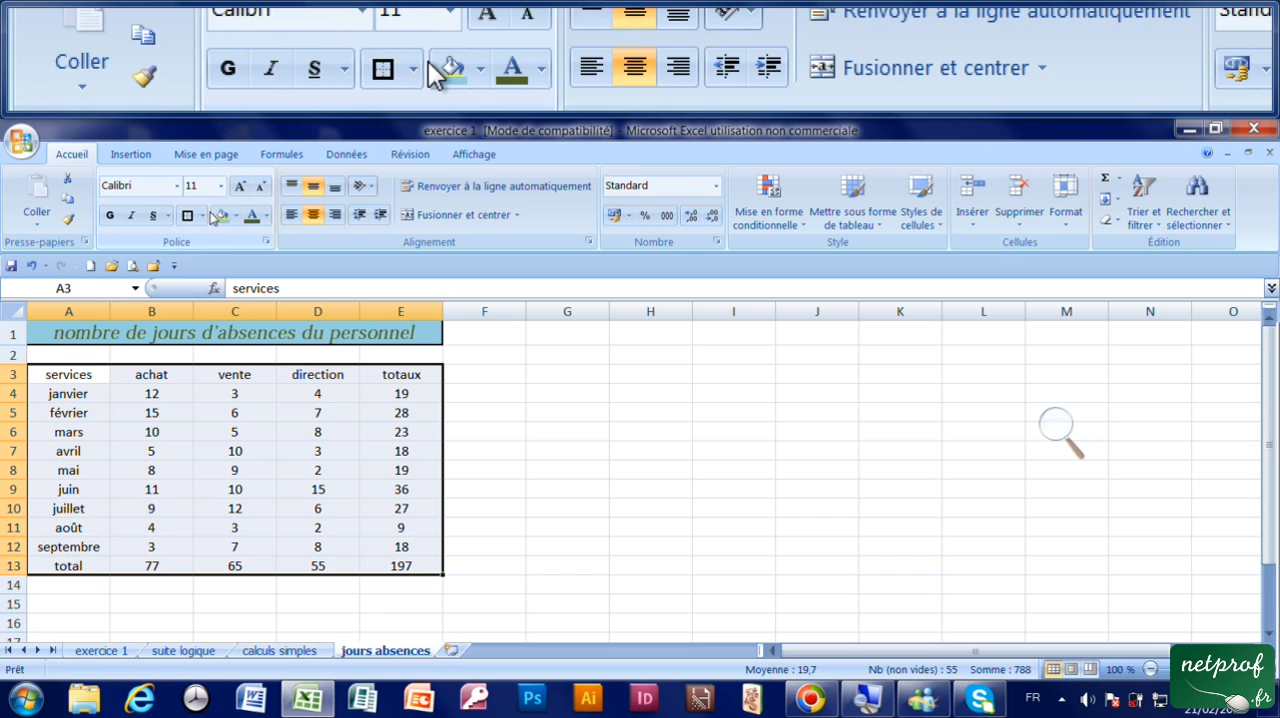 Calibri 11 Renvoyer à la ligne automatiquement Stand
Coller G I S A Fusionner et centrer
exercice 1 [Mode de compatibilité] - Microsoft Excel utilisation non commerciale
Accueil Insertion Mise en page Formules Données Révision Affichage
Calibri 11 A A Renvoyer à la ligne automatiquement Standard Σ
Coller G I S A Fusionner et centrer % 000 Mise en forme conditionnelle Mettre sous forme de tableau Styles de cellules Insérer Supprimer Format Trier et filtrer Rechercher et sélectionner
Presse-papiers Police Alignement Nombre Style Cellules Édition
A3 fx services
A B C D E F G H I J K L M N O
1 nombre de jours d'absences du personnel
2
3 services achat vente direction totaux
4 janvier 12 3 4 19
5 février 15 6 7 28
6 mars 10 5 8 23
7 avril 5 10 3 18
8 mai 8 9 2 19
9 juin 11 10 15 36
10 juillet 9 12 6 27
11 août 4 3 2 9
12 septembre 3 7 8 18
13 total 77 65 55 197
14
15
16
17
exercice 1 suite logique calculs simples jours absences
Prêt Moyenne : 19,7 Nb (non vides) : 55 Somme : 788 100 %
netprof.fr
Ps Ai Id FR